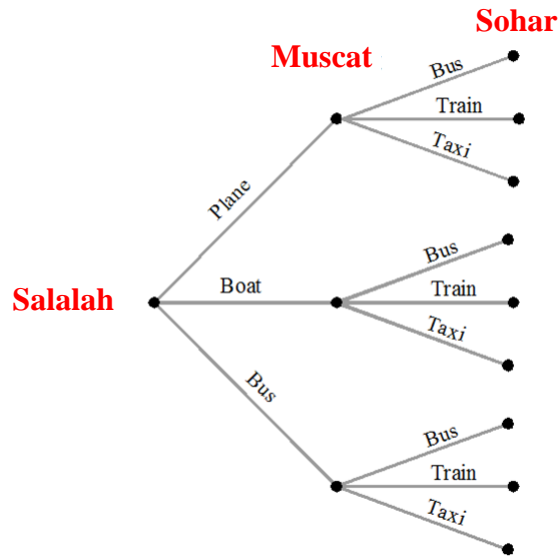 Sohar
Muscat
Bus
Train
Taxi
Plane
Bus
Salalah
Boat
Train
Taxi
Bus
Bus
Train
Taxi